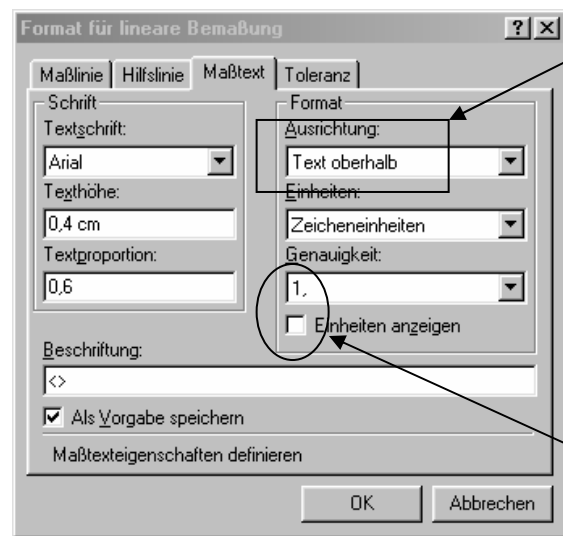 Format für lineare Bemaßung
Maßlinie Hilfslinie Maßtext Toleranz
Schrift
Textschrift:
Arial
Texthöhe:
0,4 cm
Textproportion:
0,6
Format
Ausrichtung:
Text oberhalb
Einheiten:
Zeicheneinheiten
Genauigkeit:
1,
Einheiten anzeigen
Beschriftung:
<>
Als Vorgabe speichern
Maßtexteigenschaften definieren
OK Abbrechen